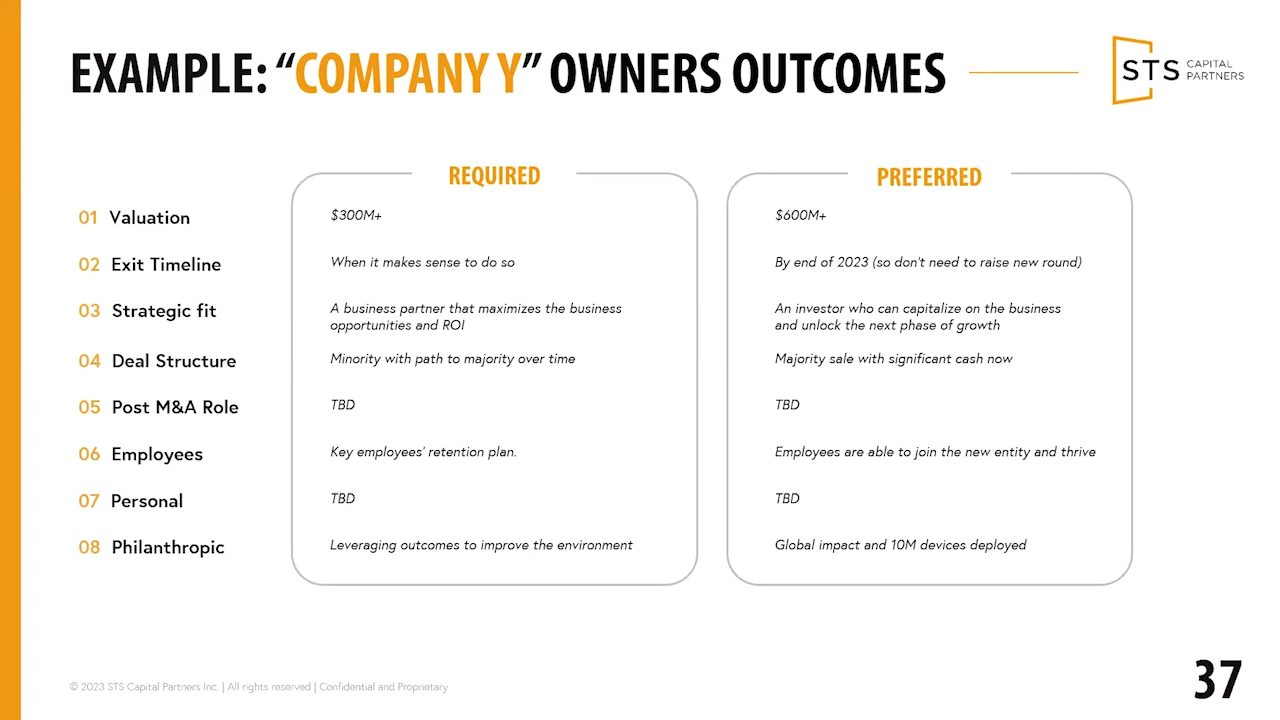 EXAMPLE: “COMPANY Y” OWNERS OUTCOMES
STS CAPITAL PARTNERS
REQUIRED
PREFERRED
01 Valuation
$300M+
$600M+
02 Exit Timeline
When it makes sense to do so
By end of 2023 (so don't need to raise new round)
03 Strategic fit
A business partner that maximizes the business
opportunities and ROI
An investor who can capitalize on the business
and unlock the next phase of growth
04 Deal Structure
Minority with path to majority over time
Majority sale with significant cash now
05 Post M&A Role
TBD
TBD
06 Employees
Key employees' retention plan.
Employees are able to join the new entity and thrive
07 Personal
TBD
TBD
08 Philanthropic
Leveraging outcomes to improve the environment
Global impact and 10M devices deployed
© 2023 STS Capital Partners Inc. | All rights reserved | Confidential and Proprietary
37